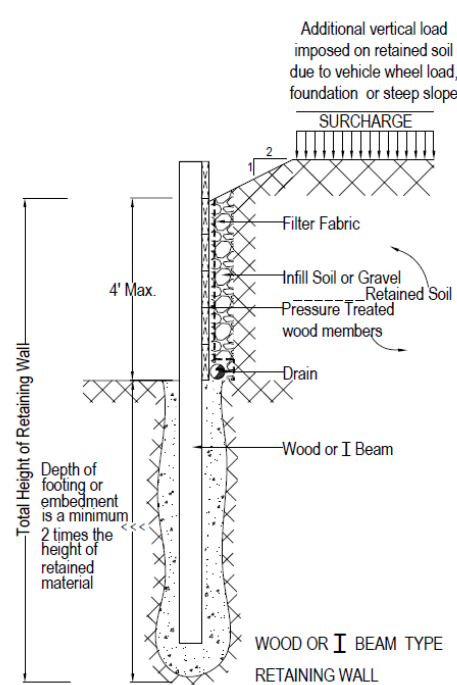 Additional vertical load
imposed on retained soil
due to vehicle wheel load,
foundation or steep slope
SURCHARGE
2
1
Filter Fabric
4' Max.
Infill Soil or Gravel
Retained Soil
Pressure Treated
wood members
Drain
Total Height of Retaining Wall
Wood or I Beam
Depth of
footing or
embedment
is a minimum
2 times the
height of
retained
material
WOOD OR I BEAM TYPE
RETAINING WALL